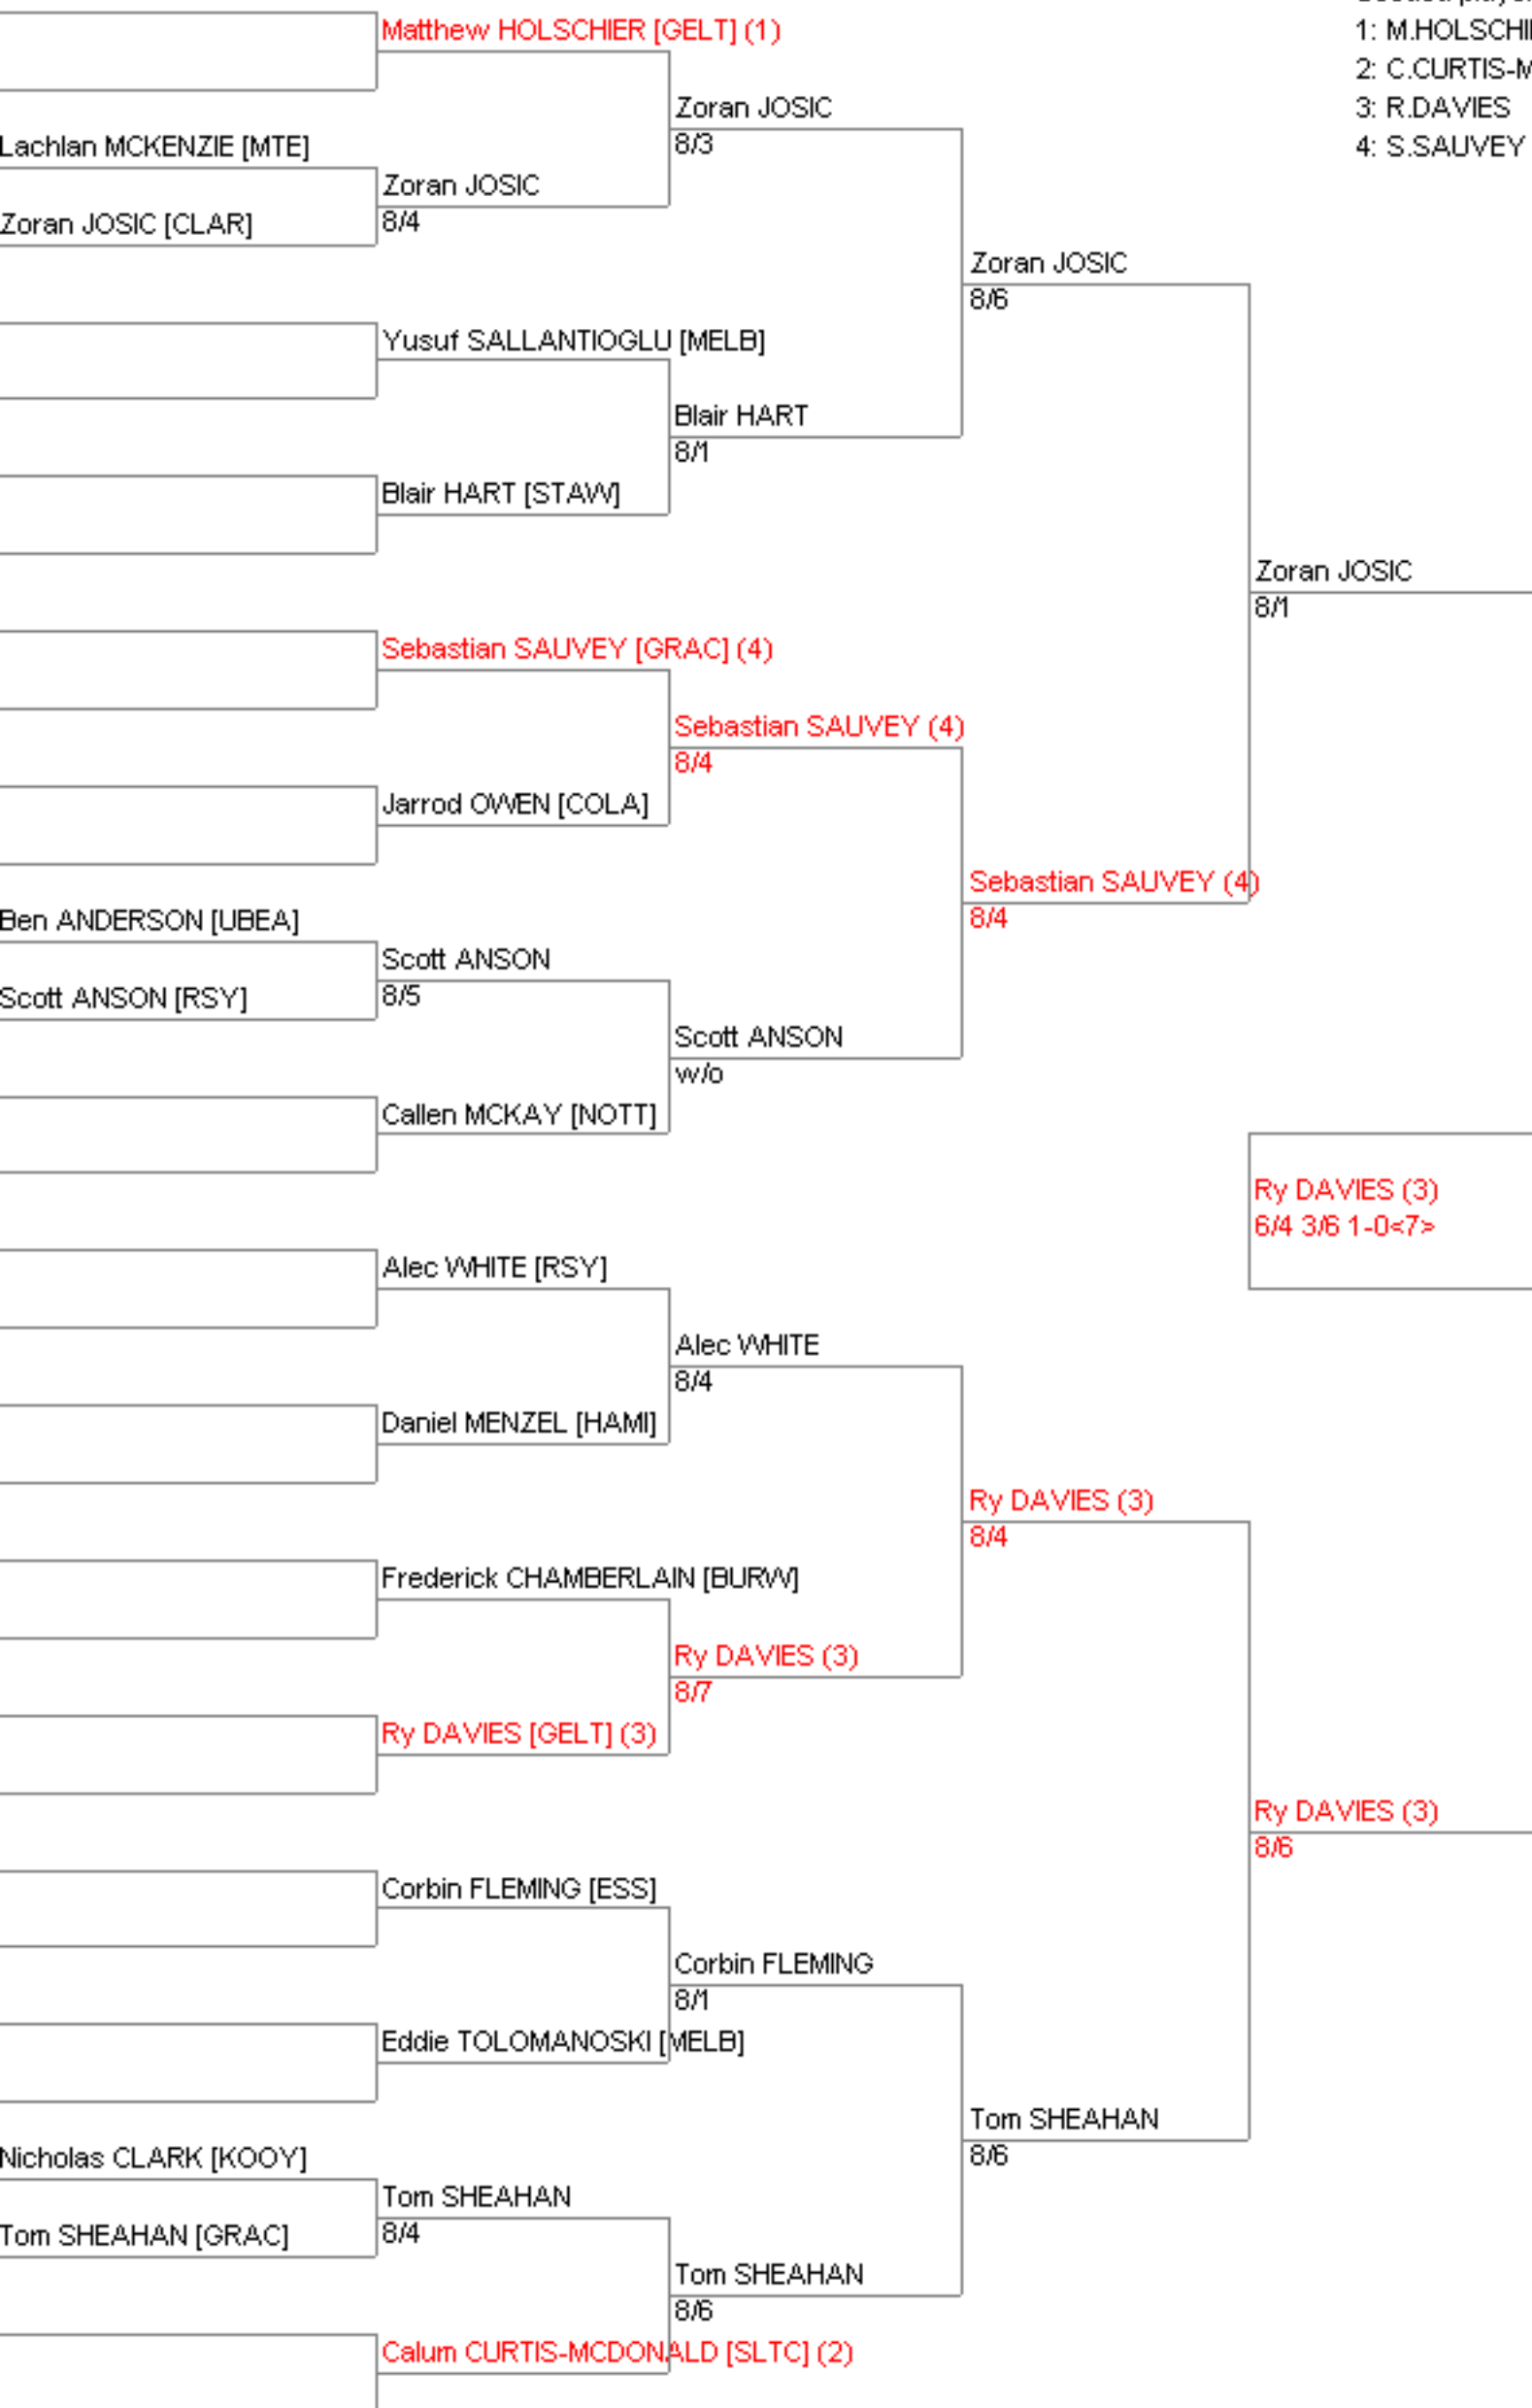 Matthew HOLSCHIER [GELT] (1)
1: M.HOLSCHI
2: C.CURTIS-M
Zoran JOSIC
8/3
3: R.DAVIES
Lachlan MCKENZIE [MTE]
4: S.SAUVEY
Zoran JOSIC
8/4
Zoran JOSIC [CLAR]
Zoran JOSIC
8/6
Yusuf SALLANTIOGLU [MELB]
Blair HART
8/1
Blair HART [STAW]
Zoran JOSIC
8/1
Sebastian SAUVEY [GRAC] (4)
Sebastian SAUVEY (4)
8/4
Jarrod OWEN [COLA]
Sebastian SAUVEY (4)
8/4
Ben ANDERSON [UBEA]
Scott ANSON
8/5
Scott ANSON [RSY]
Scott ANSON
w/o
Callen MCKAY [NOTT]
Ry DAVIES (3)
6/4 3/6 1-0<7>
Alec WHITE [RSY]
Alec WHITE
8/4
Daniel MENZEL [HAMI]
Ry DAVIES (3)
8/4
Frederick CHAMBERLAIN [BURW]
Ry DAVIES (3)
8/7
Ry DAVIES [GELT] (3)
Ry DAVIES (3)
8/6
Corbin FLEMING [ESS]
Corbin FLEMING
8/1
Eddie TOLOMANOSKI [MELB]
Tom SHEAHAN
8/6
Nicholas CLARK [KOOY]
Tom SHEAHAN
8/4
Tom SHEAHAN [GRAC]
Tom SHEAHAN
8/6
Calum CURTIS-MCDONALD [SLTC] (2)